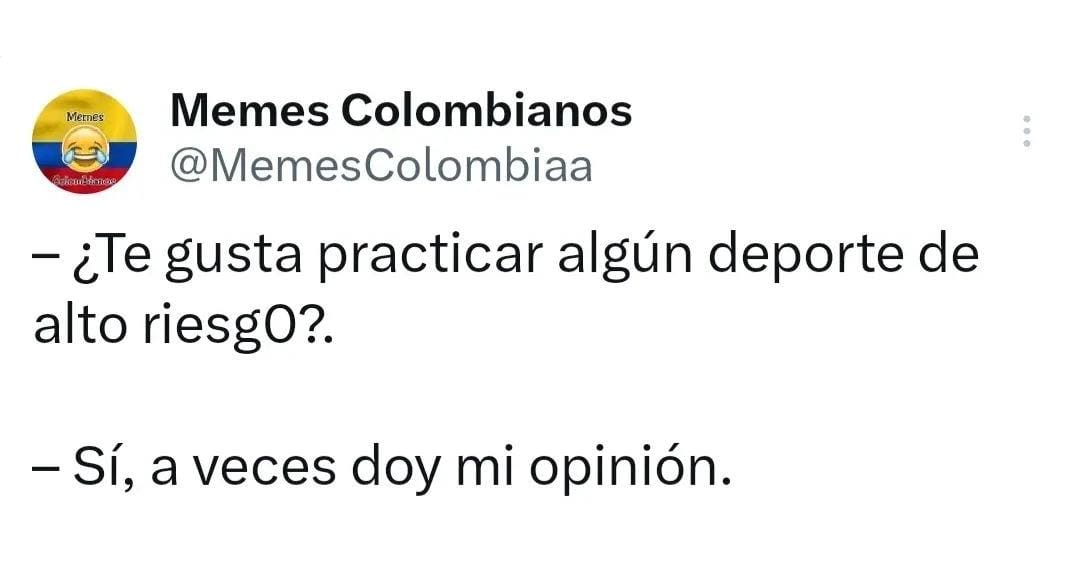 Memes
Colombianos
Memes Colombianos
@MemesColombiaa
– ¿Te gusta practicar algún deporte de
alto riesg0?.
– Sí, a veces doy mi opinión.